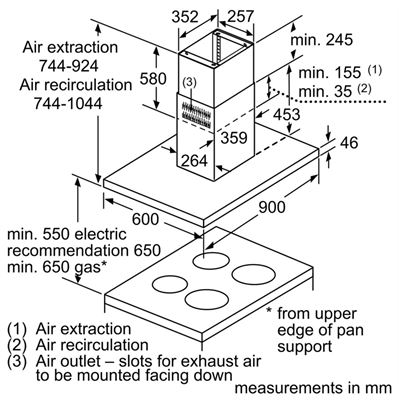 352 257
Air extraction
744-924
Air recirculation
744-1044
580
(3)
min. 245
min. 155 (1)
min. 35 (2)
453
359
264
46
600
900
min. 550 electric
recommendation 650
min. 650 gas*
* from upper
edge of pan
support
(1) Air extraction
(2) Air recirculation
(3) Air outlet – slots for exhaust air
to be mounted facing down
measurements in mm